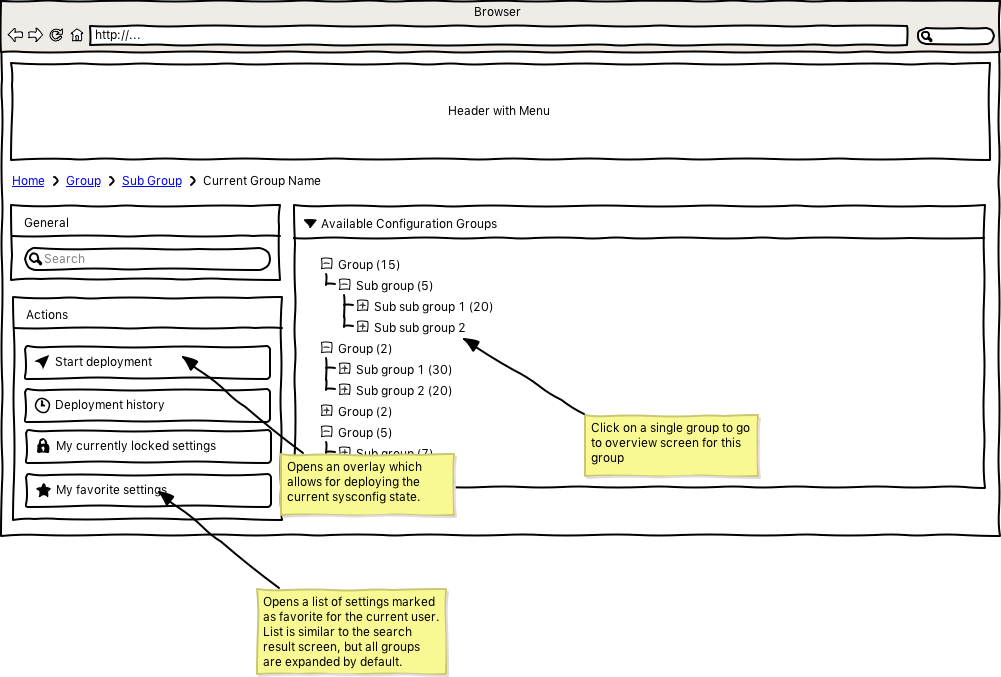 Browser
http://...
Header with Menu
Home > Group > Sub Group > Current Group Name
General
Search
Actions
Start deployment
Deployment history
My currently locked settings
My favorite settings
Available Configuration Groups
Group (15)
Sub group (5)
Sub sub group 1 (20)
Sub sub group 2
Group (2)
Sub group 1 (30)
Sub group 2 (20)
Group (2)
Group (5)
Sub group (7)
Click on a single group to go
to overview screen for this
group
Opens an overlay which
allows for deploying the
current sysconfig state.
Opens a list of settings marked
as favorite for the current user.
List is similar to the search
result screen, but all groups
are expanded by default.